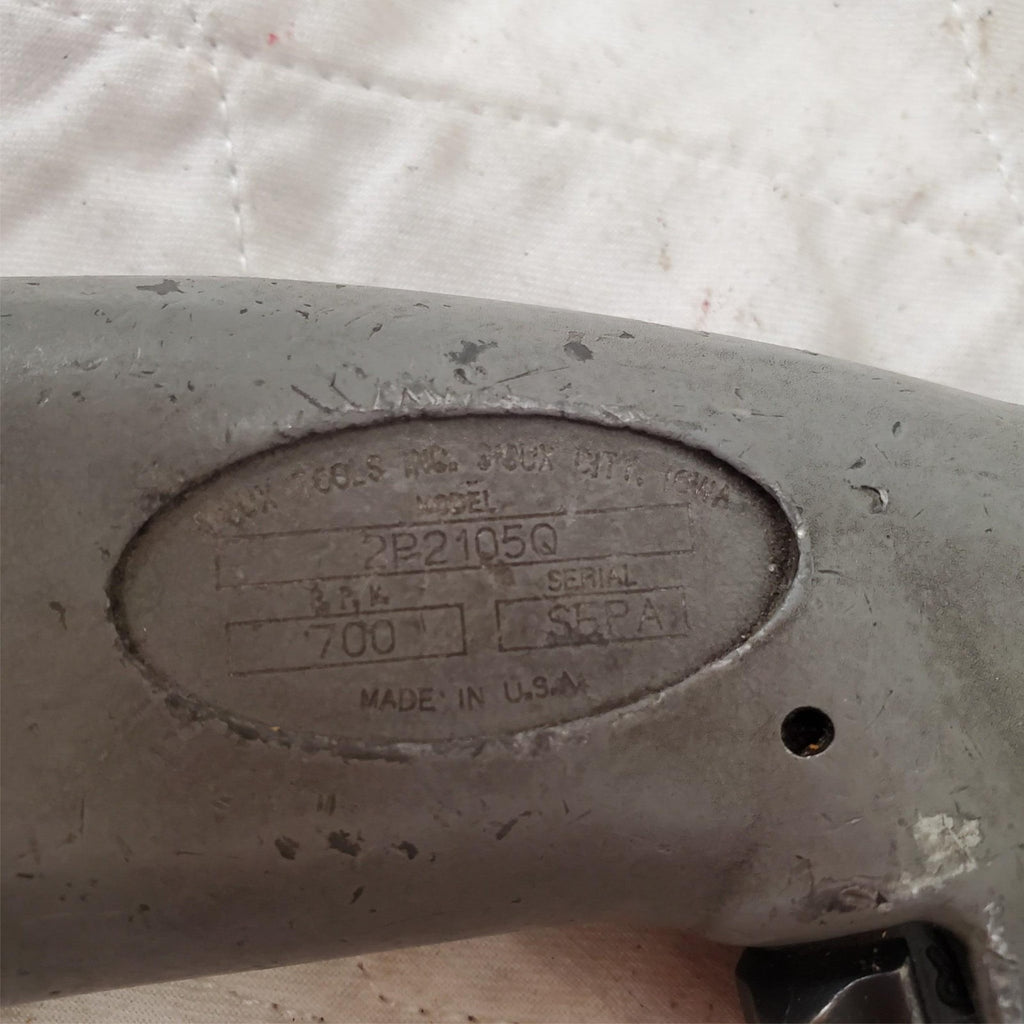 SIOUX TOOLS INC. SIOUX CITY, IOWA
MODEL
2P2105Q
R.P.M. SERIAL
700 S5PA
MADE IN U.S.A.